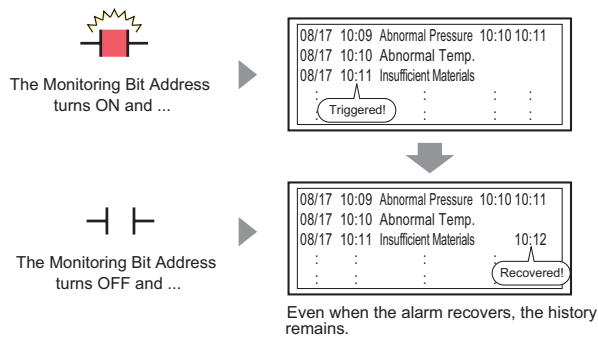 The Monitoring Bit Address
turns ON and ...
08/17 10:09 Abnormal Pressure 10:10 10:11
08/17 10:10 Abnormal Temp.
08/17 10:11 Insufficient Materials
: : : : :
Triggered!
: : : : :
The Monitoring Bit Address
turns OFF and ...
08/17 10:09 Abnormal Pressure 10:10 10:11
08/17 10:10 Abnormal Temp.
08/17 10:11 Insufficient Materials 10:12
: : : :
Recovered!
: : :
Even when the alarm recovers, the history
remains.